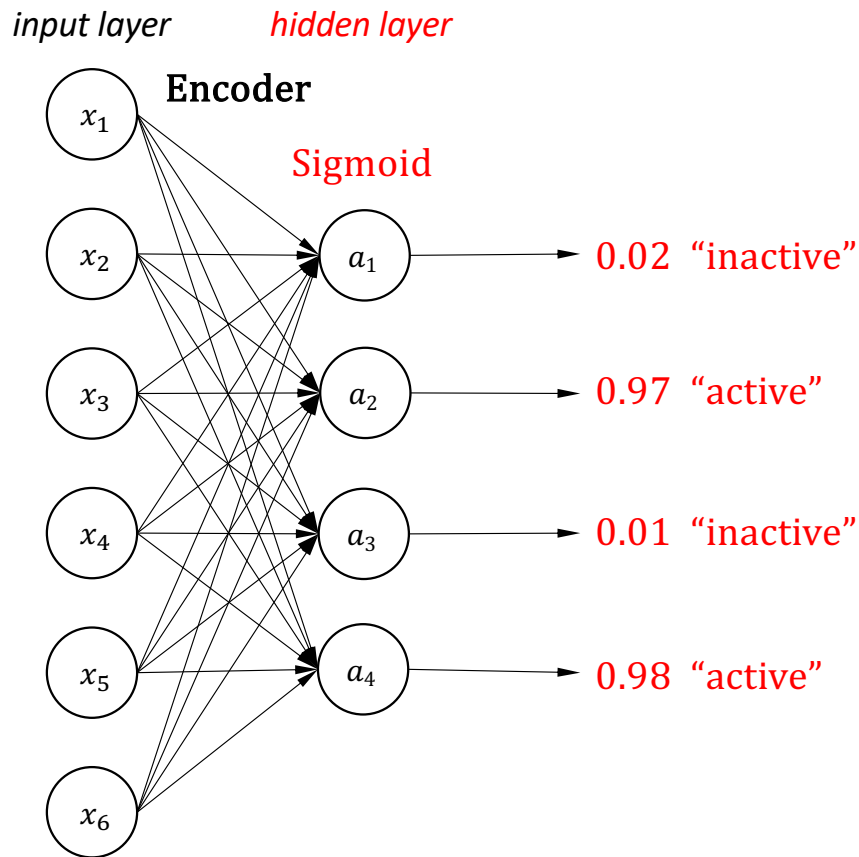 input layer hidden layer
Encoder
x₁
Sigmoid
x₂ a₁ 0.02 “inactive”
x₃ a₂ 0.97 “active”
x₄ a₃ 0.01 “inactive”
x₅ a₄ 0.98 “active”
x₆